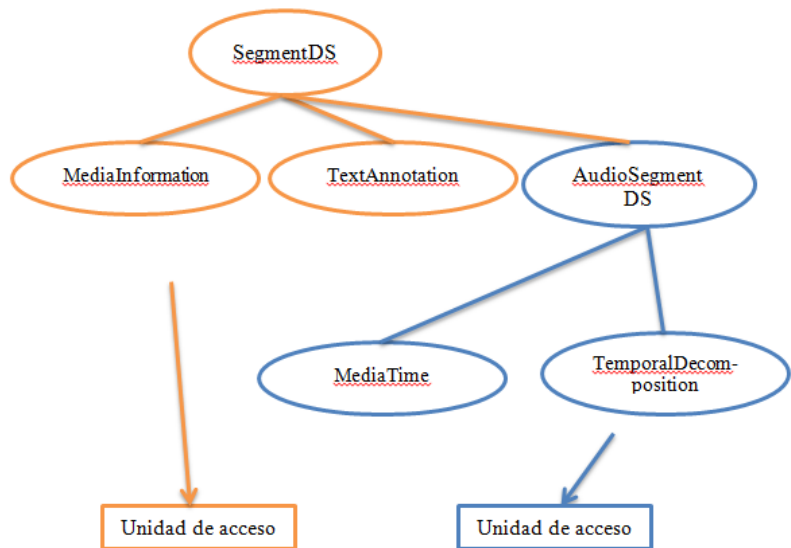 SegmentDS
MediaInformation
TextAnnotation
AudioSegment
DS
MediaTime
TemporalDecom-
position
Unidad de acceso
Unidad de acceso